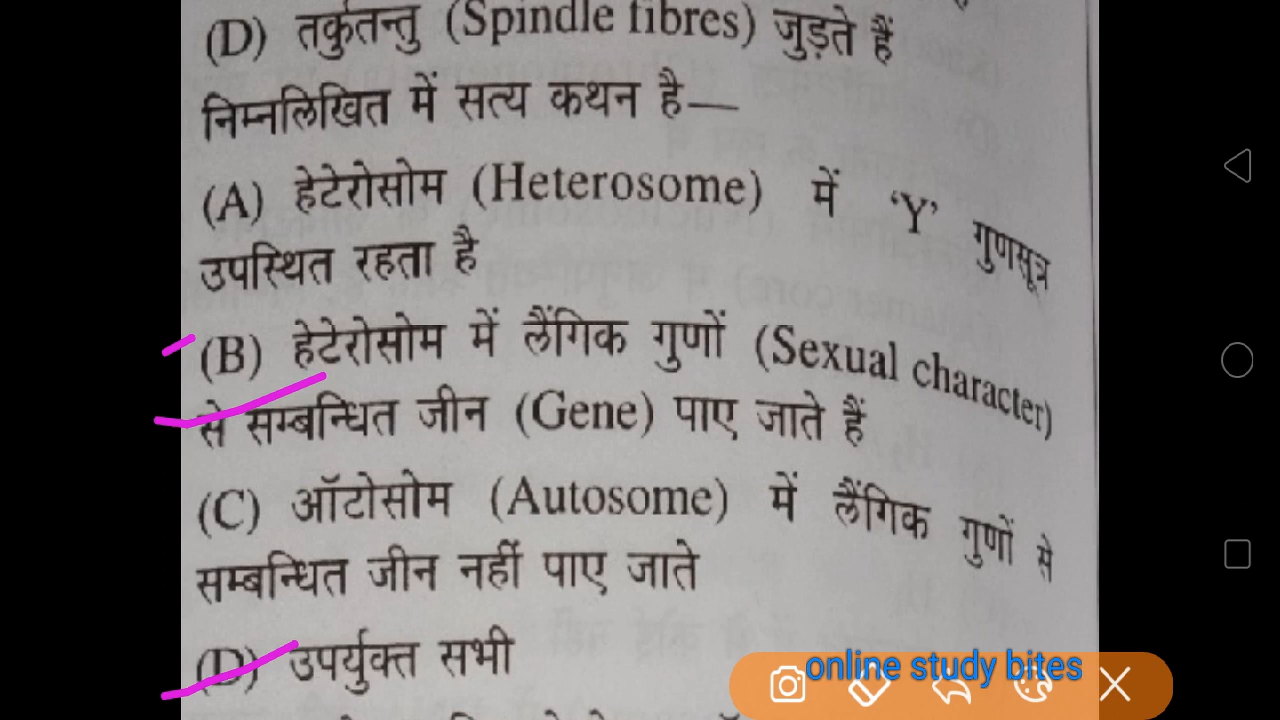 (D) तर्कुतन्तु (Spindle fibres) जुड़ते हैं
निम्नलिखित में सत्य कथन है—
(A) हेटेरोसोम (Heterosome) में ‘Y’ गुणसूत्र
उपस्थित रहता है
(B) हेटेरोसोम में लैंगिक गुणों (Sexual character)
से सम्बन्धित जीन (Gene) पाए जाते हैं
(C) ऑटोसोम (Autosome) में लैंगिक गुणों से
सम्बन्धित जीन नहीं पाए जाते
(D) उपर्युक्त सभी
online study bites